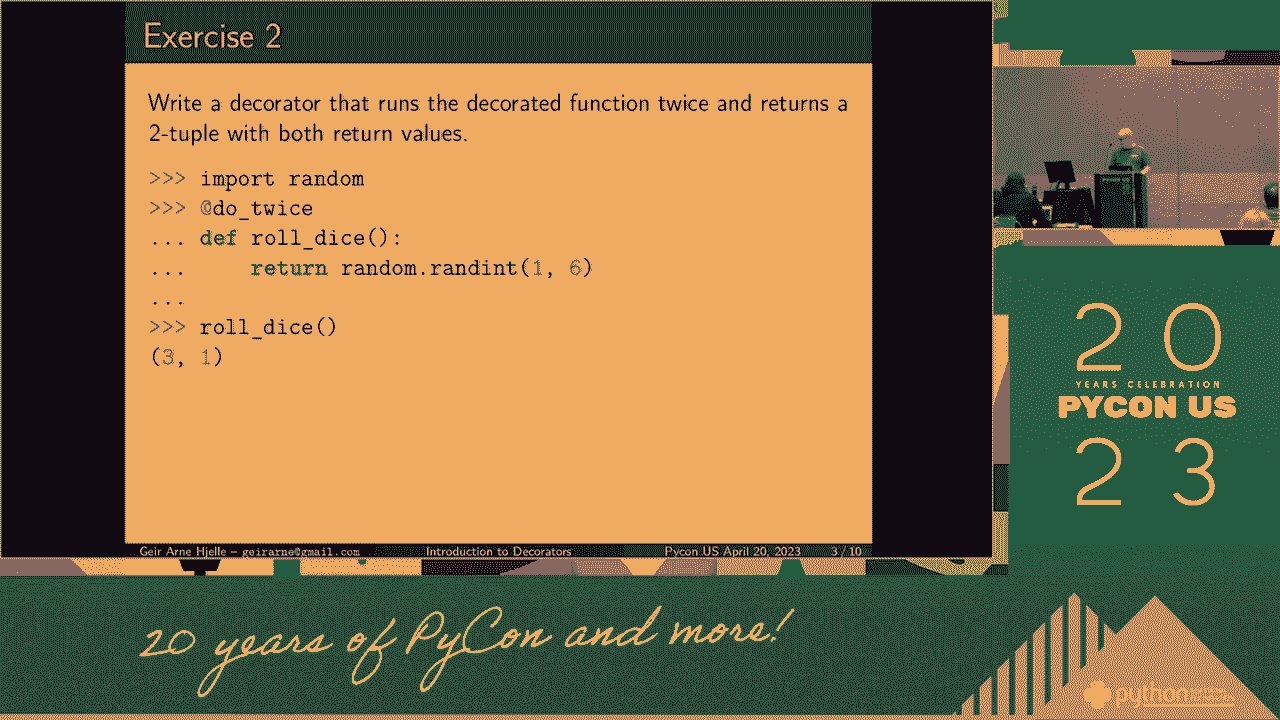 Exercise 2
Write a decorator that runs the decorated function twice and returns a
2-tuple with both return values.
>>> import random
>>> @do_twice
... def roll_dice():
...     return random.randint(1, 6)
...
>>> roll_dice()
(3, 1)
Geir Arne Hjelle – geirarne@gmail.com Introduction to Decorators Pycon US April 20, 2023 3 / 10
20
YEARS CELEBRATION
PYCON US
23
20 years of PyCon and more!
python